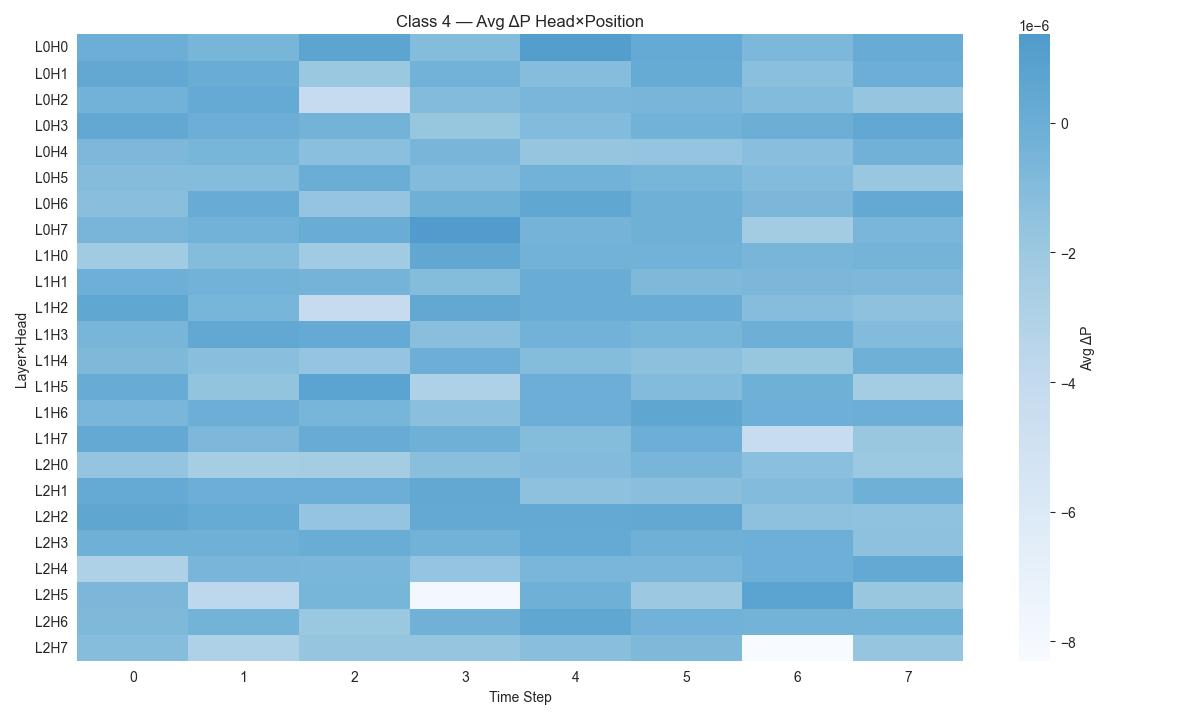 Class 4 — Avg ΔP Head×Position
1e−6
L0H0
L0H1
L0H2
L0H3
L0H4
L0H5
L0H6
L0H7
L1H0
L1H1
L1H2
L1H3
L1H4
L1H5
L1H6
L1H7
L2H0
L2H1
L2H2
L2H3
L2H4
L2H5
L2H6
L2H7
Layer×Head
0 1 2 3 4 5 6 7
Time Step
0
−2
−4
−6
−8
Avg ΔP